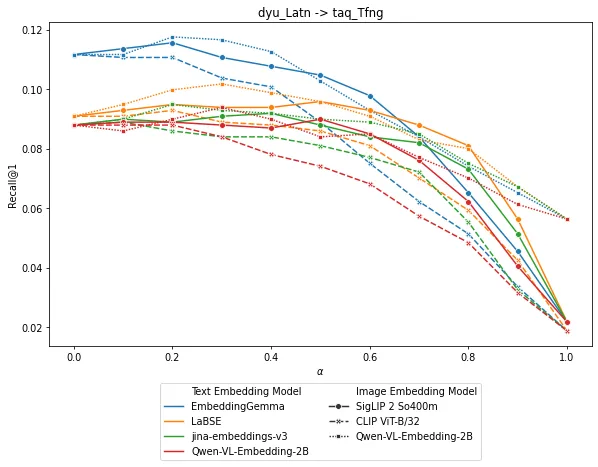 dyu_Latn -> taq_Tfng
0.12
0.10
0.08
0.06
0.04
0.02
Recall@1
0.0 0.2 0.4 0.6 0.8 1.0
α
Text Embedding Model
EmbeddingGemma
LaBSE
jina-embeddings-v3
Qwen-VL-Embedding-2B
Image Embedding Model
SigLIP 2 So400m
CLIP ViT-B/32
Qwen-VL-Embedding-2B